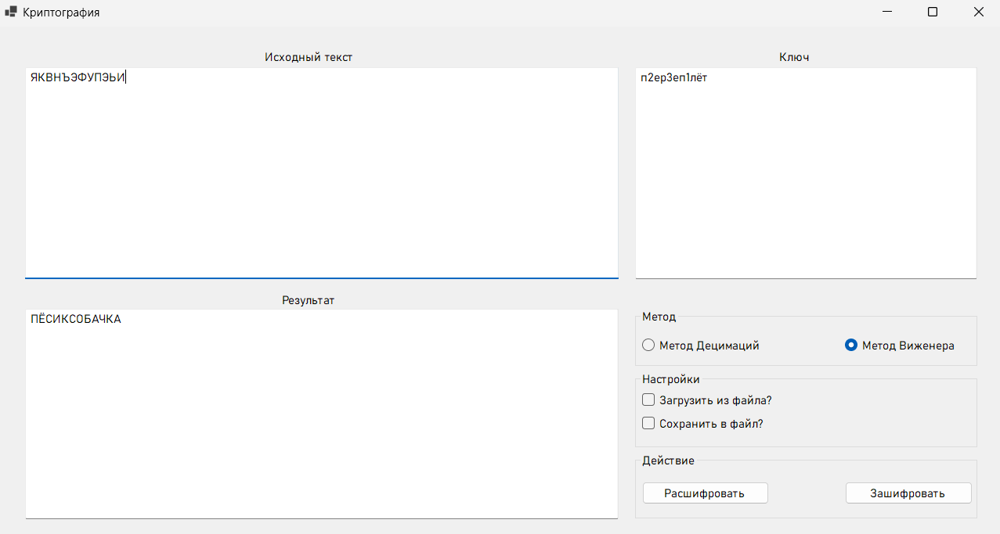 Криптография
Исходный текст
ЯКВНЪЭФУПЭЬИ
Ключ
п2ер3еп1лёт
Результат
ПЁСИКСОБАЧКА
Метод
Метод Децимаций
Метод Виженера
Настройки
Загрузить из файла?
Сохранить в файл?
Действие
Расшифровать
Зашифровать